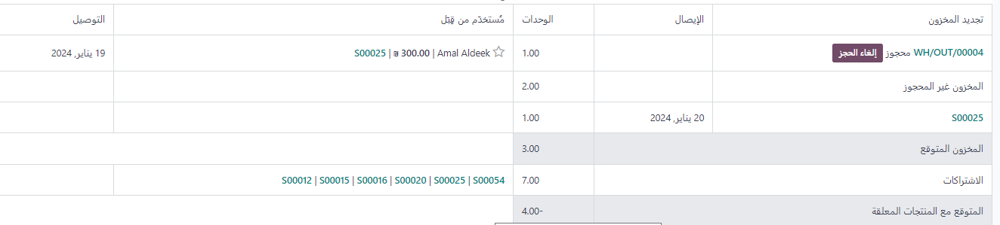 تجديد المخزون الإيصال الوحدات مُستخدَم من قِبَل التوصيل
WH/OUT/00004 محجوز إلغاء الحجز 1.00 S00025 | ₪ 300.00 | Amal Aldeek 19 يناير, 2024
المخزون غير المحجوز 2.00
S00025 20 يناير, 2024 1.00
المخزون المتوقع 3.00
الاشتراكات 7.00 S00012 | S00015 | S00016 | S00020 | S00025 | S00054
المتوقع مع المنتجات المعلقة 4.00-